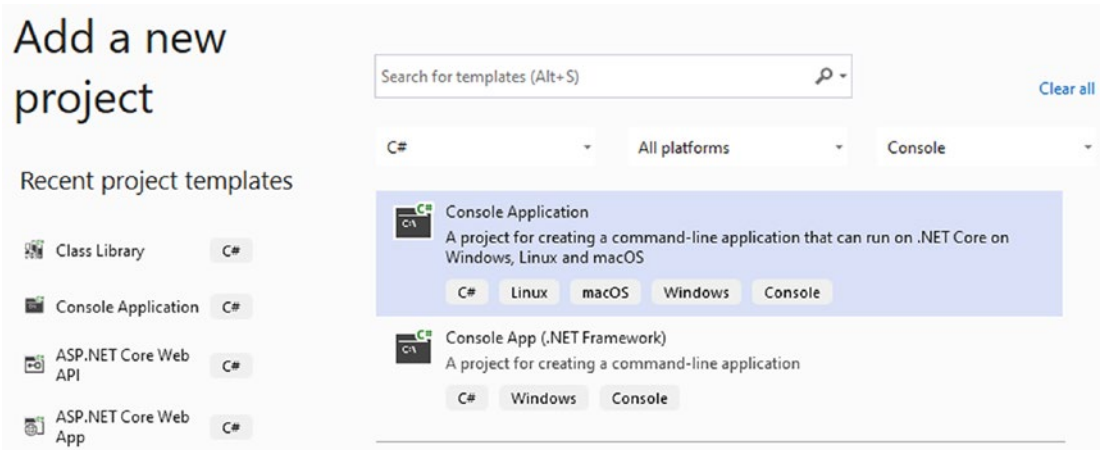 Add a new
project
Search for templates (Alt+S)
Clear all
C#
All platforms
Console
Recent project templates
Class Library C#
Console Application C#
ASP.NET Core Web
API
C#
ASP.NET Core Web
App
C#
C#
C:\
Console Application
A project for creating a command-line application that can run on .NET Core on
Windows, Linux and macOS
C# Linux macOS Windows Console
C#
C:\
Console App (.NET Framework)
A project for creating a command-line application
C# Windows Console